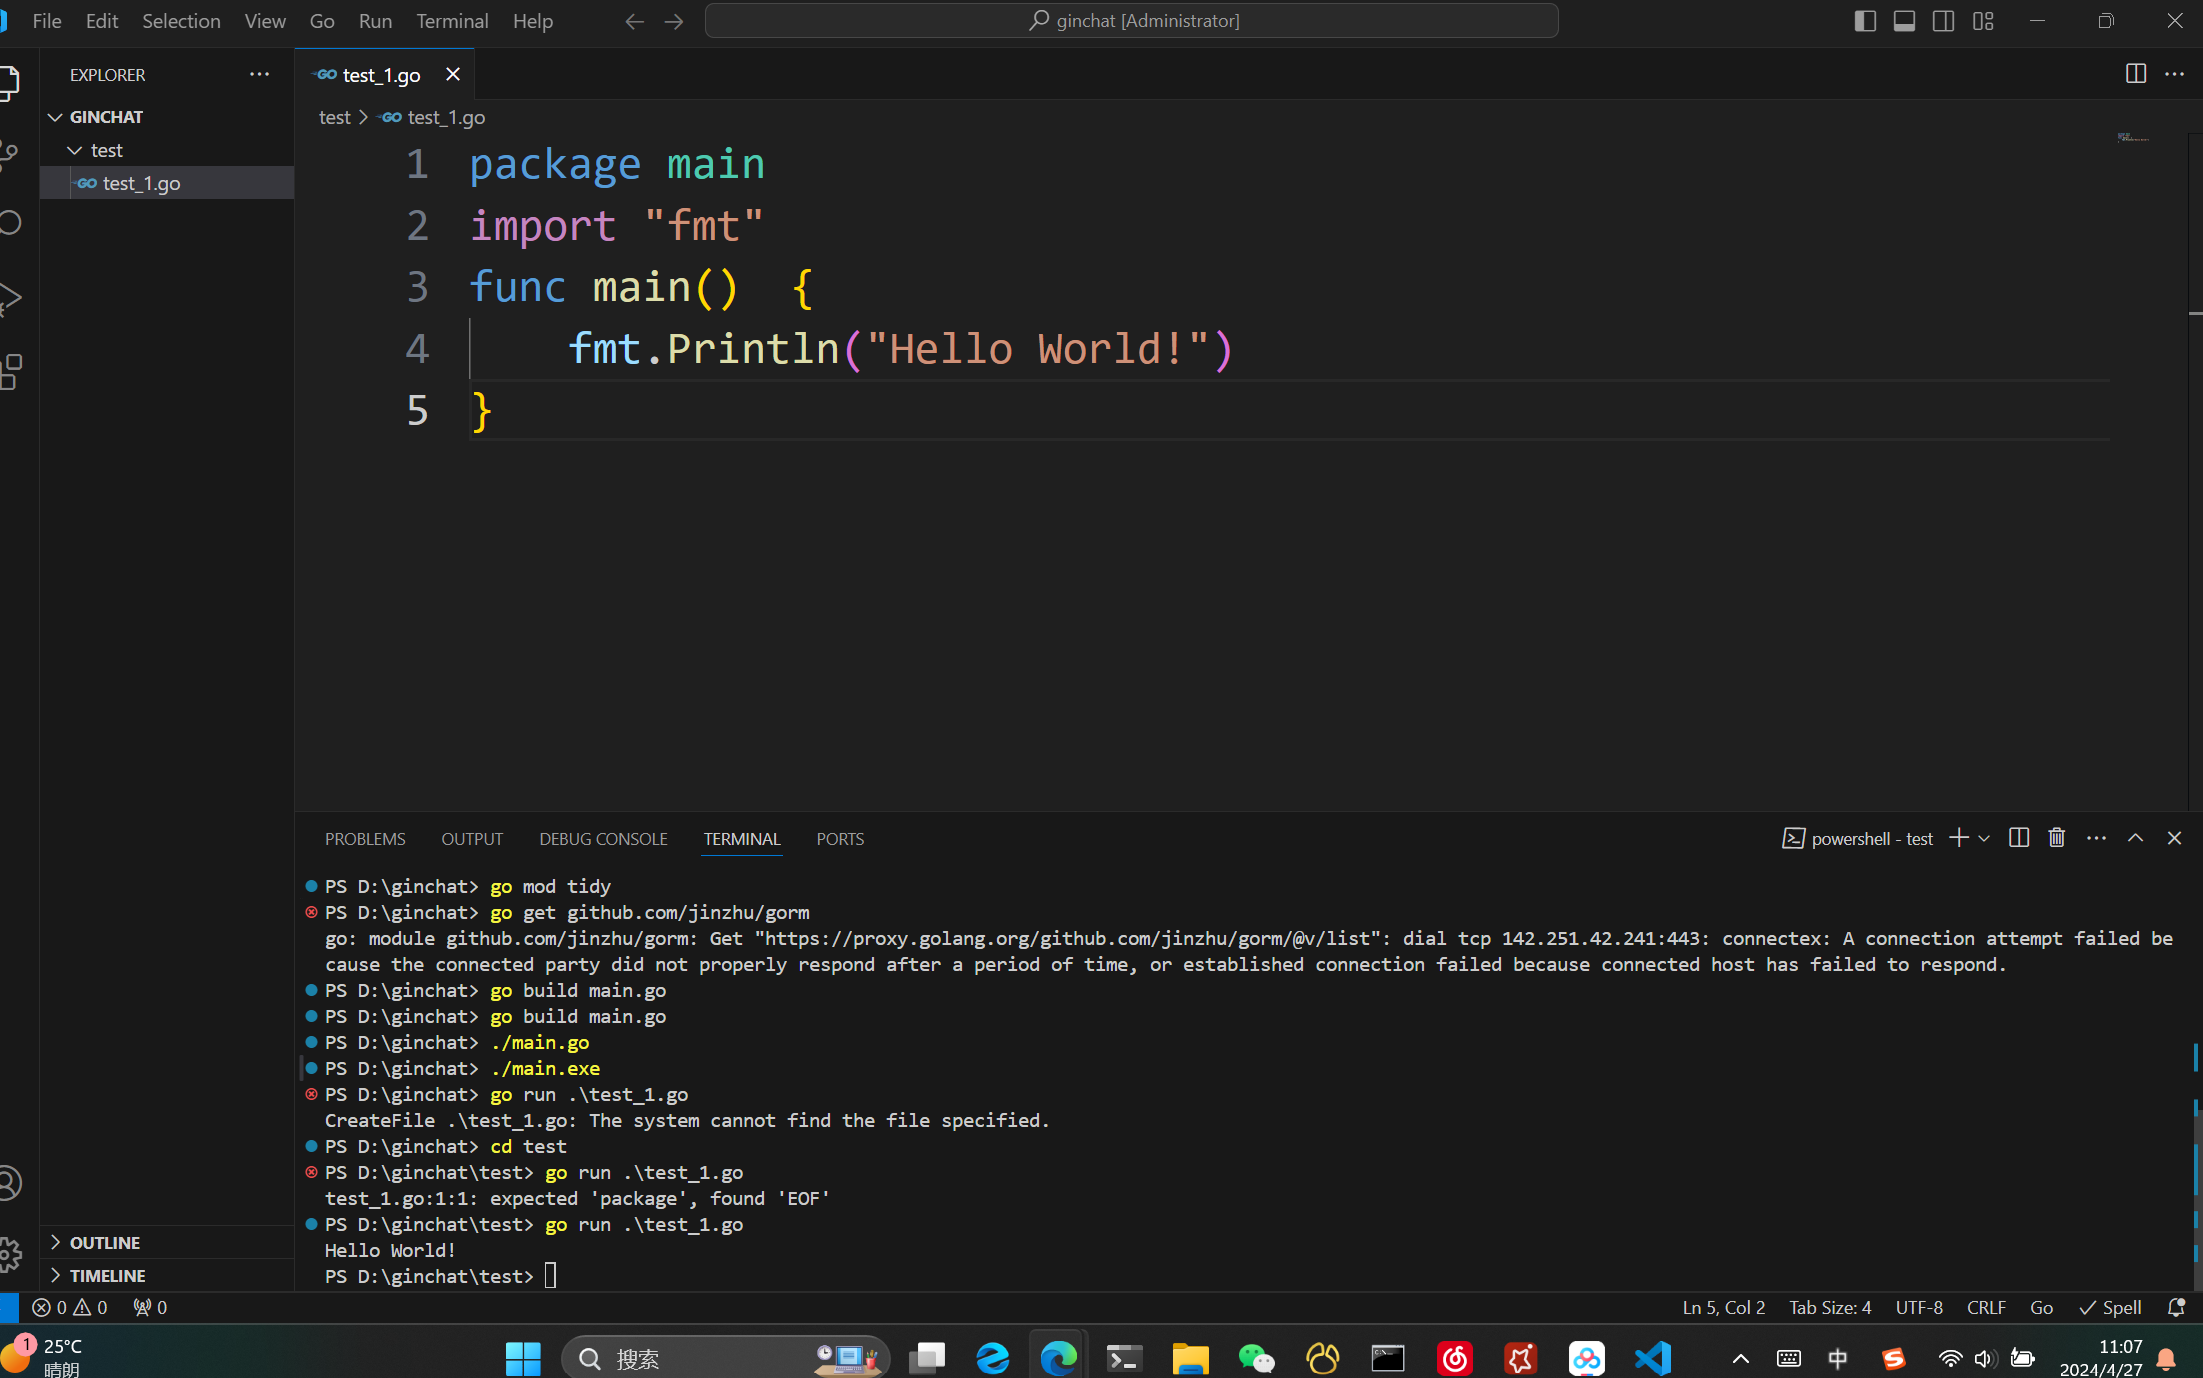 File Edit Selection View Go Run Terminal Help
ginchat [Administrator]
EXPLORER
GINCHAT
test
test_1.go
OUTLINE
TIMELINE
test_1.go
test > test_1.go
1 package main
2 import "fmt"
3 func main()  {
4     fmt.Println("Hello World!")
5 }
PROBLEMS OUTPUT DEBUG CONSOLE TERMINAL PORTS
powershell - test
PS D:\ginchat> go mod tidy
PS D:\ginchat> go get github.com/jinzhu/gorm
go: module github.com/jinzhu/gorm: Get "https://proxy.golang.org/github.com/jinzhu/gorm/@v/list": dial tcp 142.251.42.241:443: connectex: A connection attempt failed be
cause the connected party did not properly respond after a period of time, or established connection failed because connected host has failed to respond.
PS D:\ginchat> go build main.go
PS D:\ginchat> go build main.go
PS D:\ginchat> ./main.go
PS D:\ginchat> ./main.exe
PS D:\ginchat> go run .\test_1.go
CreateFile .\test_1.go: The system cannot find the file specified.
PS D:\ginchat> cd test
PS D:\ginchat\test> go run .\test_1.go
test_1.go:1:1: expected 'package', found 'EOF'
PS D:\ginchat\test> go run .\test_1.go
Hello World!
PS D:\ginchat\test>
0 0 0
Ln 5, Col 2 Tab Size: 4 UTF-8 CRLF Go Spell
1 25°C
晴朗
搜索
中
11:07
2024/4/27